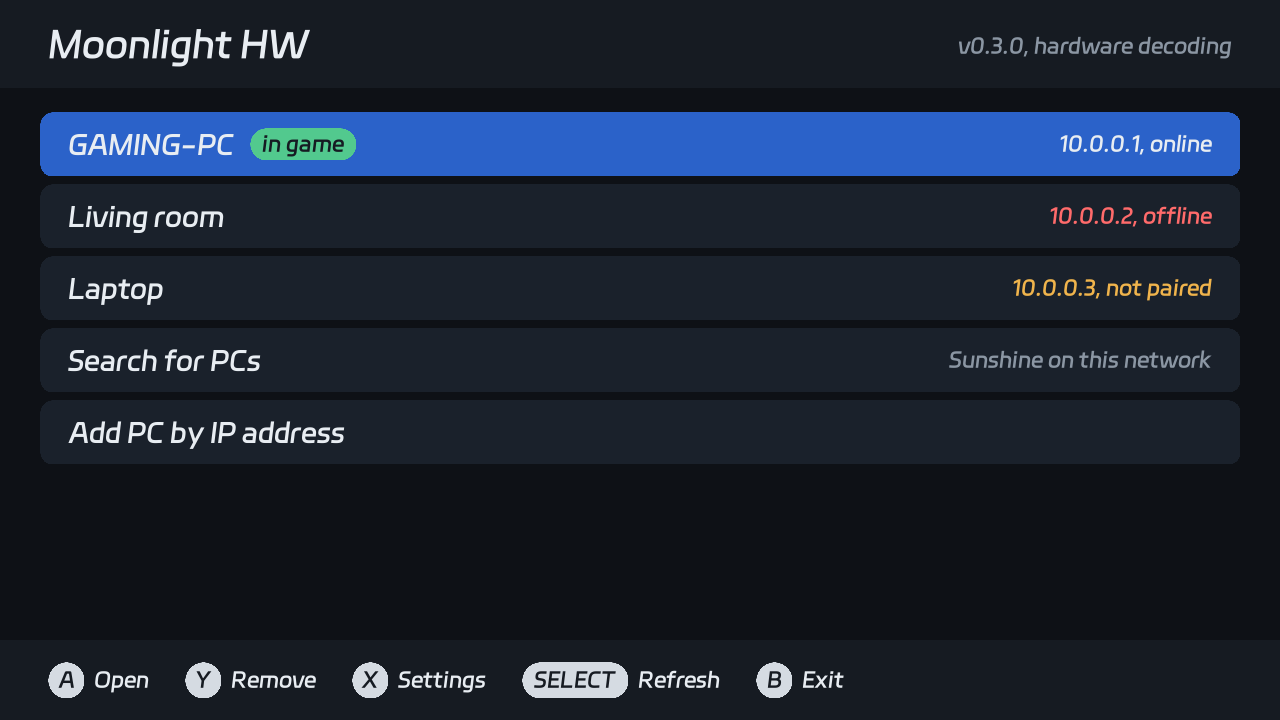 Moonlight HW
v0.3.0, hardware decoding
GAMING-PC in game 10.0.0.1, online
Living room 10.0.0.2, offline
Laptop 10.0.0.3, not paired
Search for PCs Sunshine on this network
Add PC by IP address
A Open Y Remove X Settings SELECT Refresh B Exit